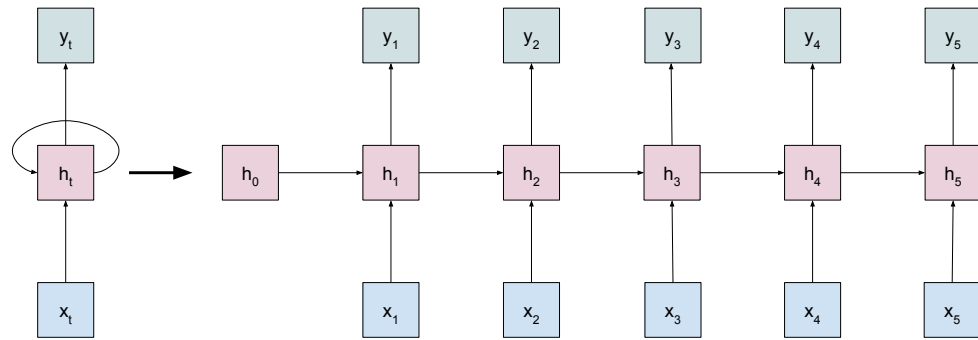 y_t y_1 y_2 y_3 y_4 y_5
h_t h_0 h_1 h_2 h_3 h_4 h_5
x_t x_1 x_2 x_3 x_4 x_5